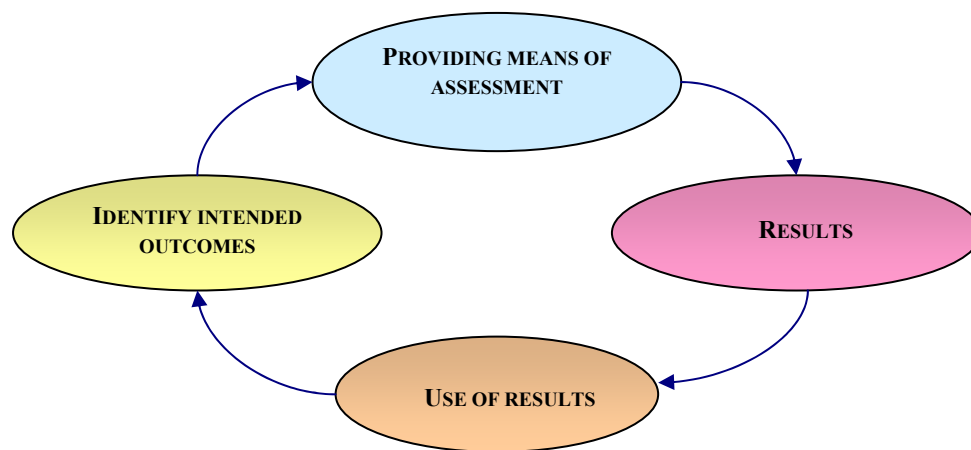 PROVIDING MEANS OF
ASSESSMENT
IDENTIFY INTENDED
OUTCOMES
RESULTS
USE OF RESULTS